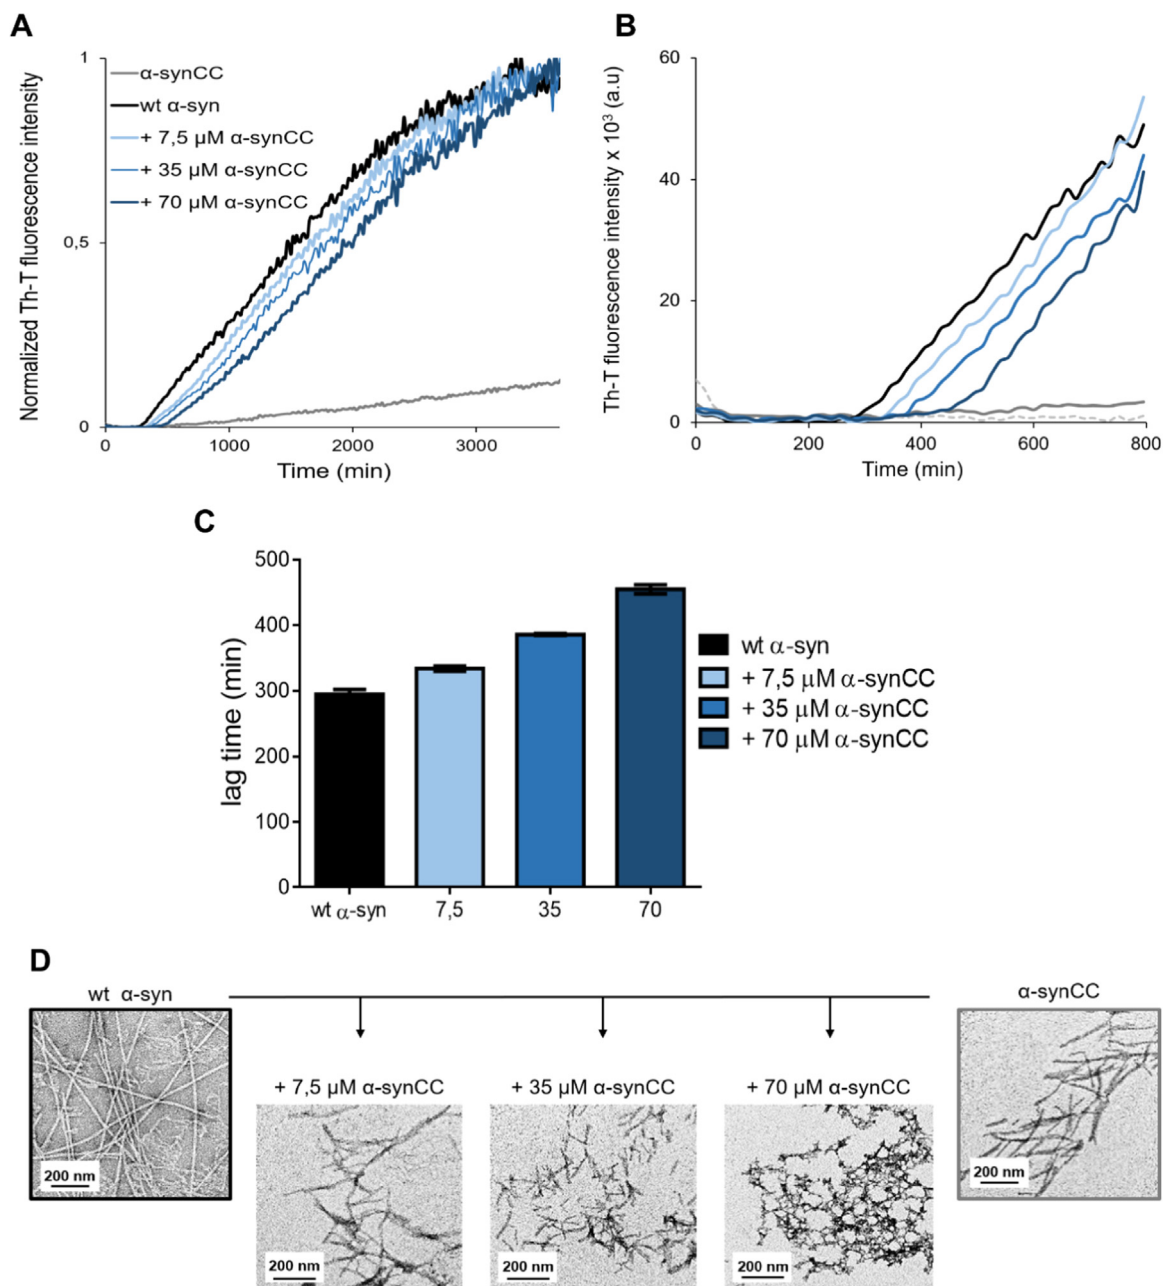 A
Normalized Th-T fluorescence intensity
1
0,5
0
α-synCC
wt α-syn
+ 7,5 µM α-synCC
+ 35 µM α-synCC
+ 70 µM α-synCC
0
1000
2000
3000
Time (min)
B
Th-T fluorescence intensity x 10³ (a.u)
60
40
20
0
0
200
400
600
800
Time (min)
C
lag time (min)
500
400
300
200
100
0
wt α-syn
7,5
35
70
wt α-syn
+ 7,5 µM α-synCC
+ 35 µM α-synCC
+ 70 µM α-synCC
D
wt α-syn
α-synCC
+ 7,5 µM α-synCC
+ 35 µM α-synCC
+ 70 µM α-synCC
200 nm
200 nm
200 nm
200 nm
200 nm